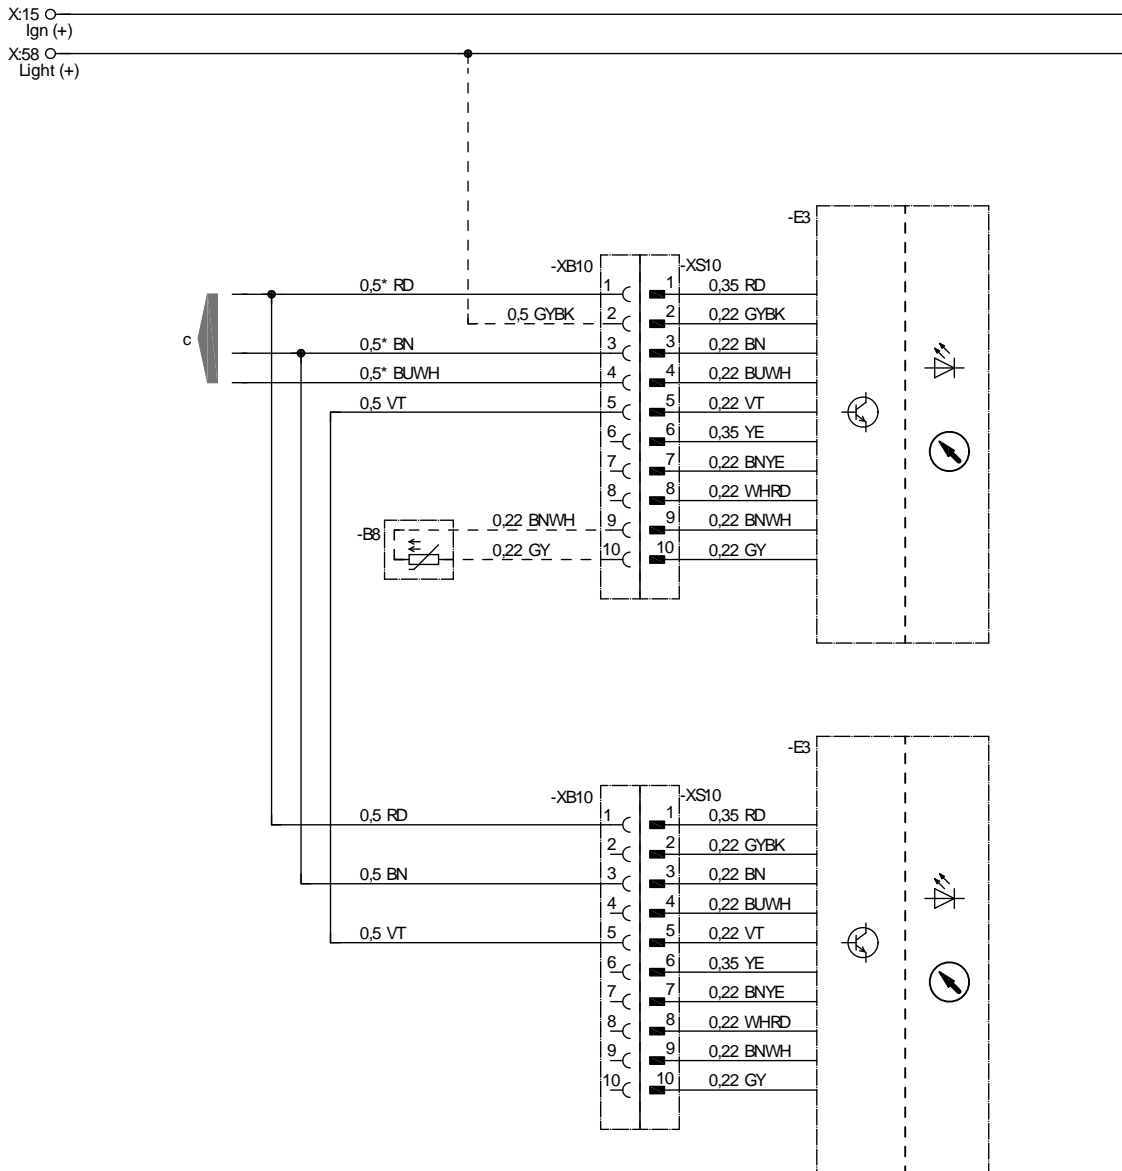 X:15
Ign (+)
X:58
Light (+)
-E3
-XB10 -XS10
0,5* RD 1 1 0,35 RD
0,5 GYBK 2 2 0,22 GYBK
0,5* BN 3 3 0,22 BN
c
0,5* BUWH 4 4 0,22 BUWH
0,5 VT 5 5 0,22 VT
6 6 0,35 YE
7 7 0,22 BNYE
8 8 0,22 WHRD
0,22 BNWH 9 9 0,22 BNWH
-B8
0,22 GY 10 10 0,22 GY
-E3
-XB10 -XS10
0,5 RD 1 1 0,35 RD
2 2 0,22 GYBK
0,5 BN 3 3 0,22 BN
4 4 0,22 BUWH
0,5 VT 5 5 0,22 VT
6 6 0,35 YE
7 7 0,22 BNYE
8 8 0,22 WHRD
9 9 0,22 BNWH
10 10 0,22 GY